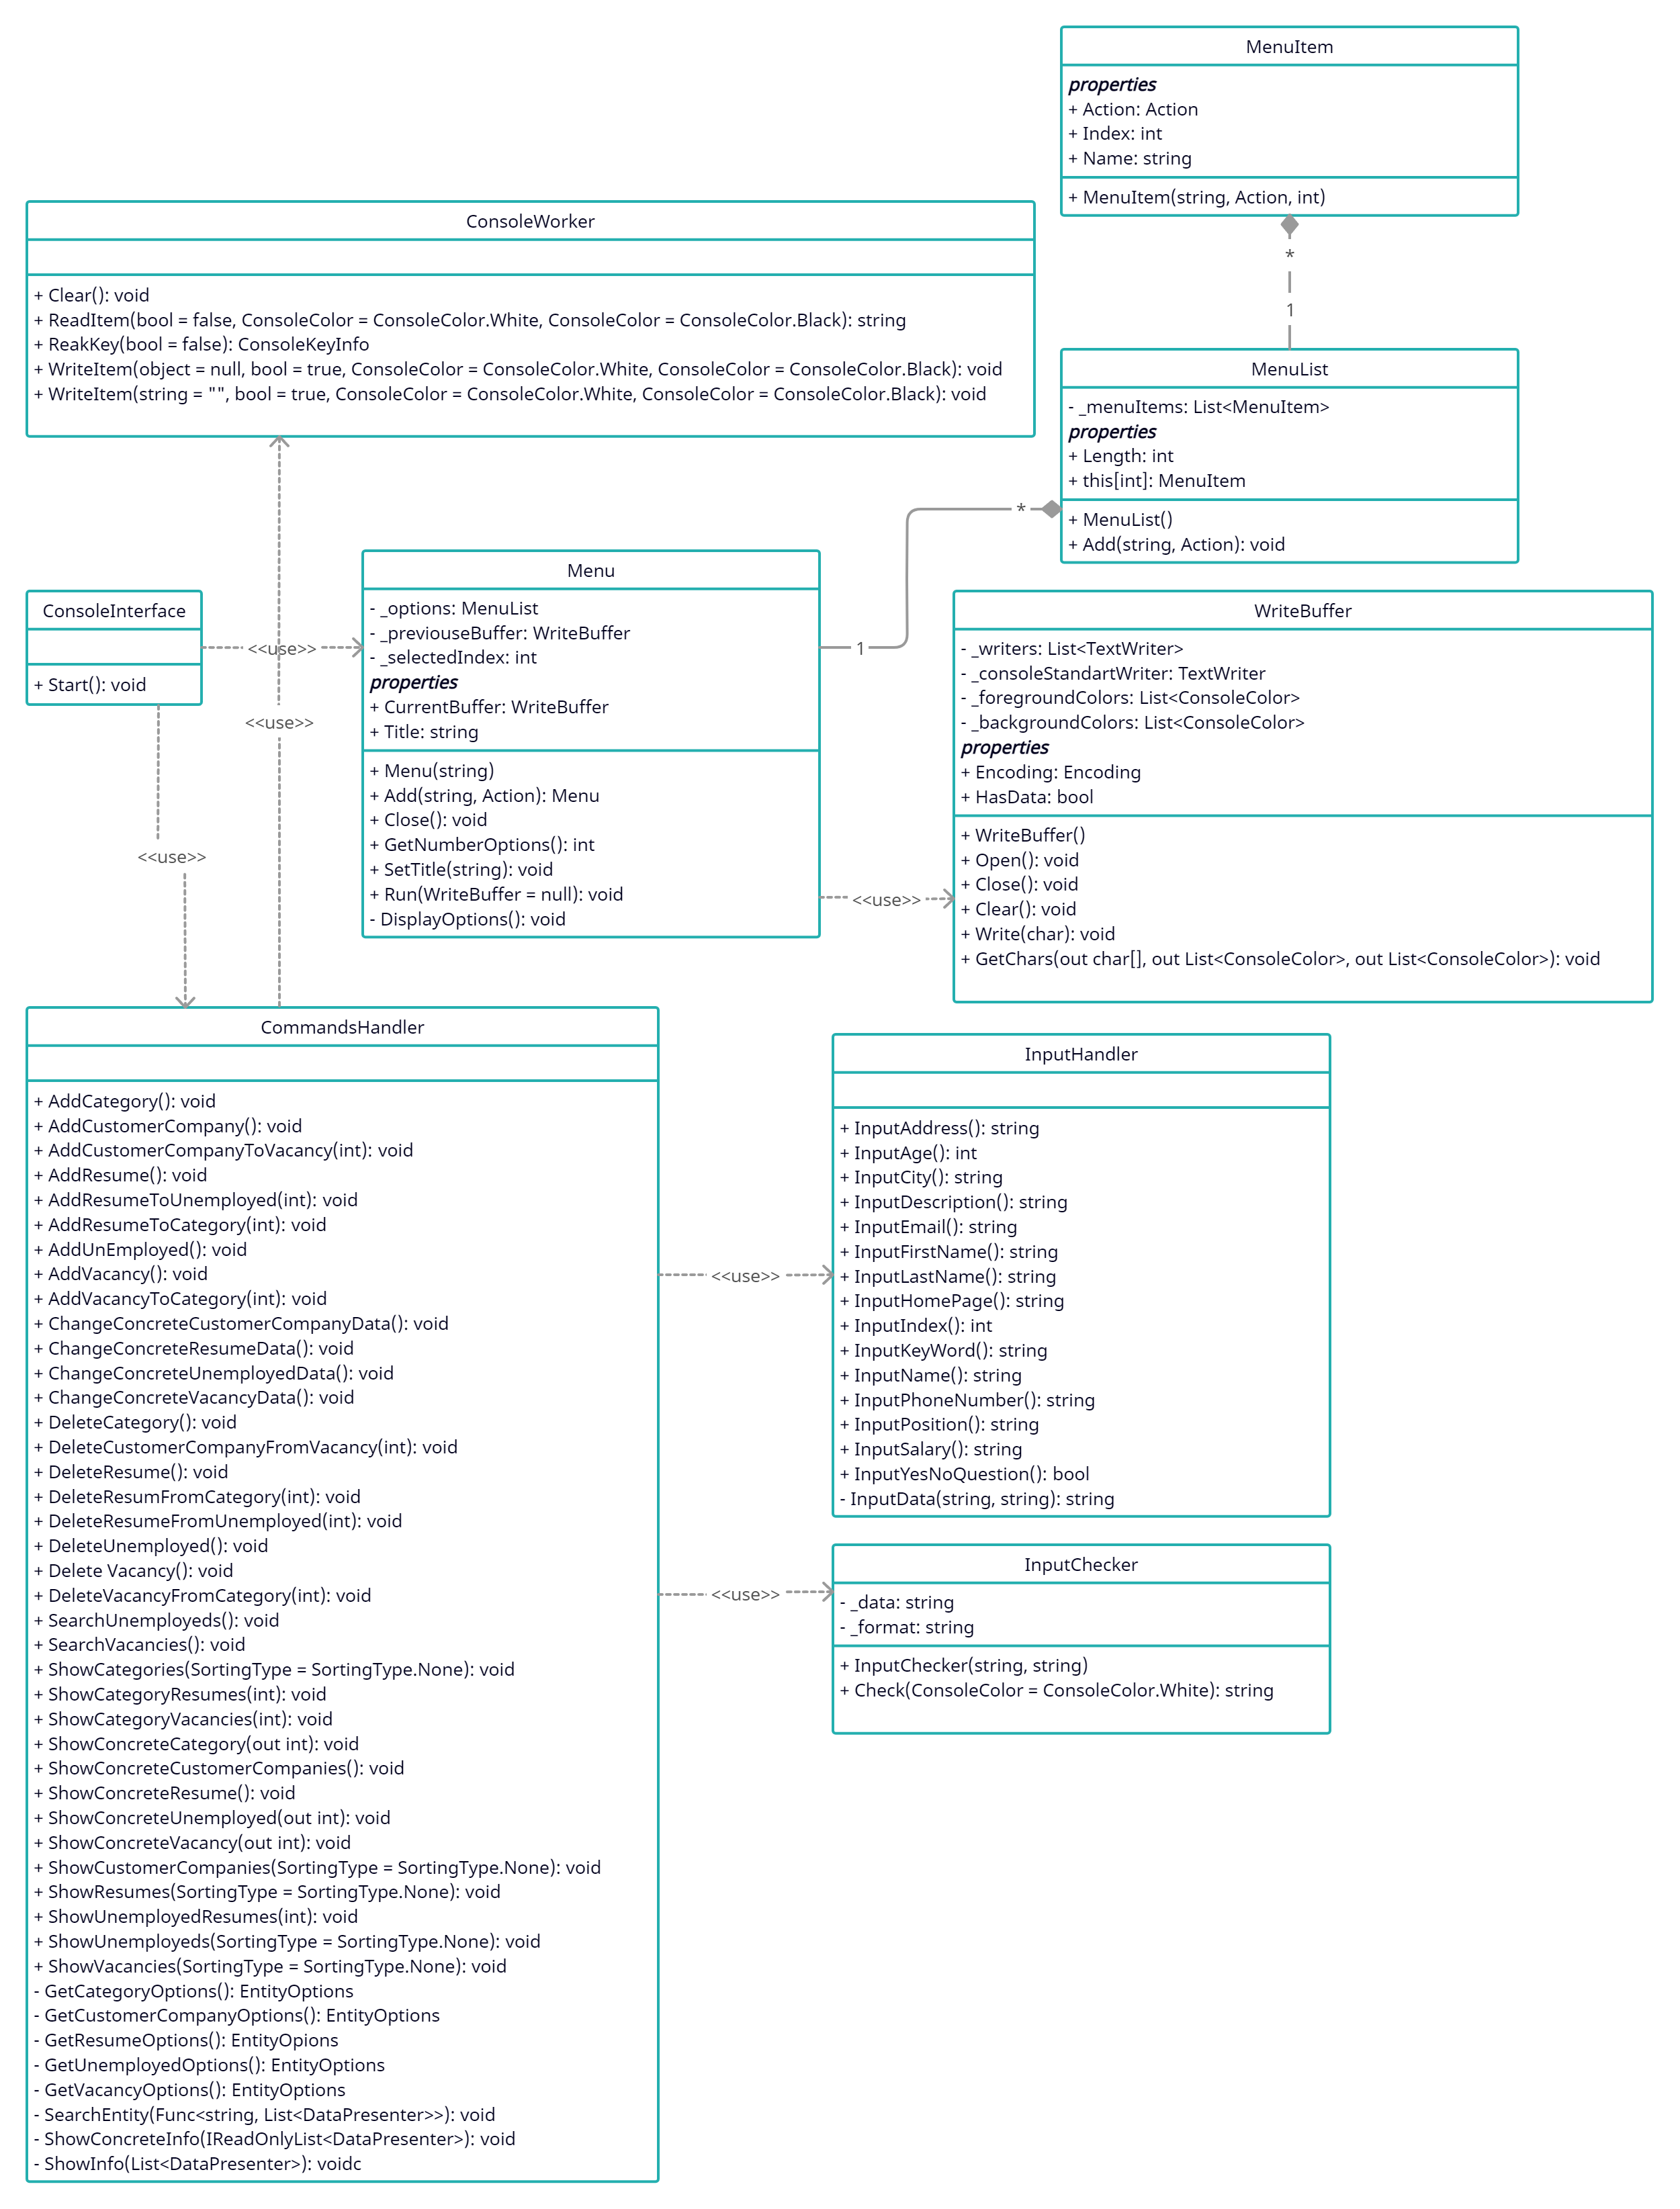 MenuItem
properties
+ Action: Action
+ Index: int
+ Name: string
+ MenuItem(string, Action, int)
*
1
ConsoleWorker
+ Clear(): void
+ ReadItem(bool = false, ConsoleColor = ConsoleColor.White, ConsoleColor = ConsoleColor.Black): string
+ ReakKey(bool = false): ConsoleKeyInfo
+ WriteItem(object = null, bool = true, ConsoleColor = ConsoleColor.White, ConsoleColor = ConsoleColor.Black): void
+ WriteItem(string = "", bool = true, ConsoleColor = ConsoleColor.White, ConsoleColor = ConsoleColor.Black): void
MenuList
- _menuItems: List<MenuItem>
properties
+ Length: int
+ this[int]: MenuItem
+ MenuList()
+ Add(string, Action): void
*
1
ConsoleInterface
+ Start(): void
<<use>>
<<use>>
<<use>>
Menu
- _options: MenuList
- _previouseBuffer: WriteBuffer
- _selectedIndex: int
properties
+ CurrentBuffer: WriteBuffer
+ Title: string
+ Menu(string)
+ Add(string, Action): Menu
+ Close(): void
+ GetNumberOptions(): int
+ SetTitle(string): void
+ Run(WriteBuffer = null): void
- DisplayOptions(): void
<<use>>
WriteBuffer
- _writers: List<TextWriter>
- _consoleStandartWriter: TextWriter
- _foregroundColors: List<ConsoleColor>
- _backgroundColors: List<ConsoleColor>
properties
+ Encoding: Encoding
+ HasData: bool
+ WriteBuffer()
+ Open(): void
+ Close(): void
+ Clear(): void
+ Write(char): void
+ GetChars(out char[], out List<ConsoleColor>, out List<ConsoleColor>): void
CommandsHandler
+ AddCategory(): void
+ AddCustomerCompany(): void
+ AddCustomerCompanyToVacancy(int): void
+ AddResume(): void
+ AddResumeToUnemployed(int): void
+ AddResumeToCategory(int): void
+ AddUnEmployed(): void
+ AddVacancy(): void
+ AddVacancyToCategory(int): void
+ ChangeConcreteCustomerCompanyData(): void
+ ChangeConcreteResumeData(): void
+ ChangeConcreteUnemployedData(): void
+ ChangeConcreteVacancyData(): void
+ DeleteCategory(): void
+ DeleteCustomerCompanyFromVacancy(int): void
+ DeleteResume(): void
+ DeleteResumFromCategory(int): void
+ DeleteResumeFromUnemployed(int): void
+ DeleteUnemployed(): void
+ Delete Vacancy(): void
+ DeleteVacancyFromCategory(int): void
+ SearchUnemployeds(): void
+ SearchVacancies(): void
+ ShowCategories(SortingType = SortingType.None): void
+ ShowCategoryResumes(int): void
+ ShowCategoryVacancies(int): void
+ ShowConcreteCategory(out int): void
+ ShowConcreteCustomerCompanies(): void
+ ShowConcreteResume(): void
+ ShowConcreteUnemployed(out int): void
+ ShowConcreteVacancy(out int): void
+ ShowCustomerCompanies(SortingType = SortingType.None): void
+ ShowResumes(SortingType = SortingType.None): void
+ ShowUnemployedResumes(int): void
+ ShowUnemployeds(SortingType = SortingType.None): void
+ ShowVacancies(SortingType = SortingType.None): void
- GetCategoryOptions(): EntityOptions
- GetCustomerCompanyOptions(): EntityOptions
- GetResumeOptions(): EntityOpions
- GetUnemployedOptions(): EntityOptions
- GetVacancyOptions(): EntityOptions
- SearchEntity(Func<string, List<DataPresenter>>): void
- ShowConcreteInfo(IReadOnlyList<DataPresenter>): void
- ShowInfo(List<DataPresenter>): voidc
<<use>>
<<use>>
InputHandler
+ InputAddress(): string
+ InputAge(): int
+ InputCity(): string
+ InputDescription(): string
+ InputEmail(): string
+ InputFirstName(): string
+ InputLastName(): string
+ InputHomePage(): string
+ InputIndex(): int
+ InputKeyWord(): string
+ InputName(): string
+ InputPhoneNumber(): string
+ InputPosition(): string
+ InputSalary(): string
+ InputYesNoQuestion(): bool
- InputData(string, string): string
InputChecker
- _data: string
- _format: string
+ InputChecker(string, string)
+ Check(ConsoleColor = ConsoleColor.White): string